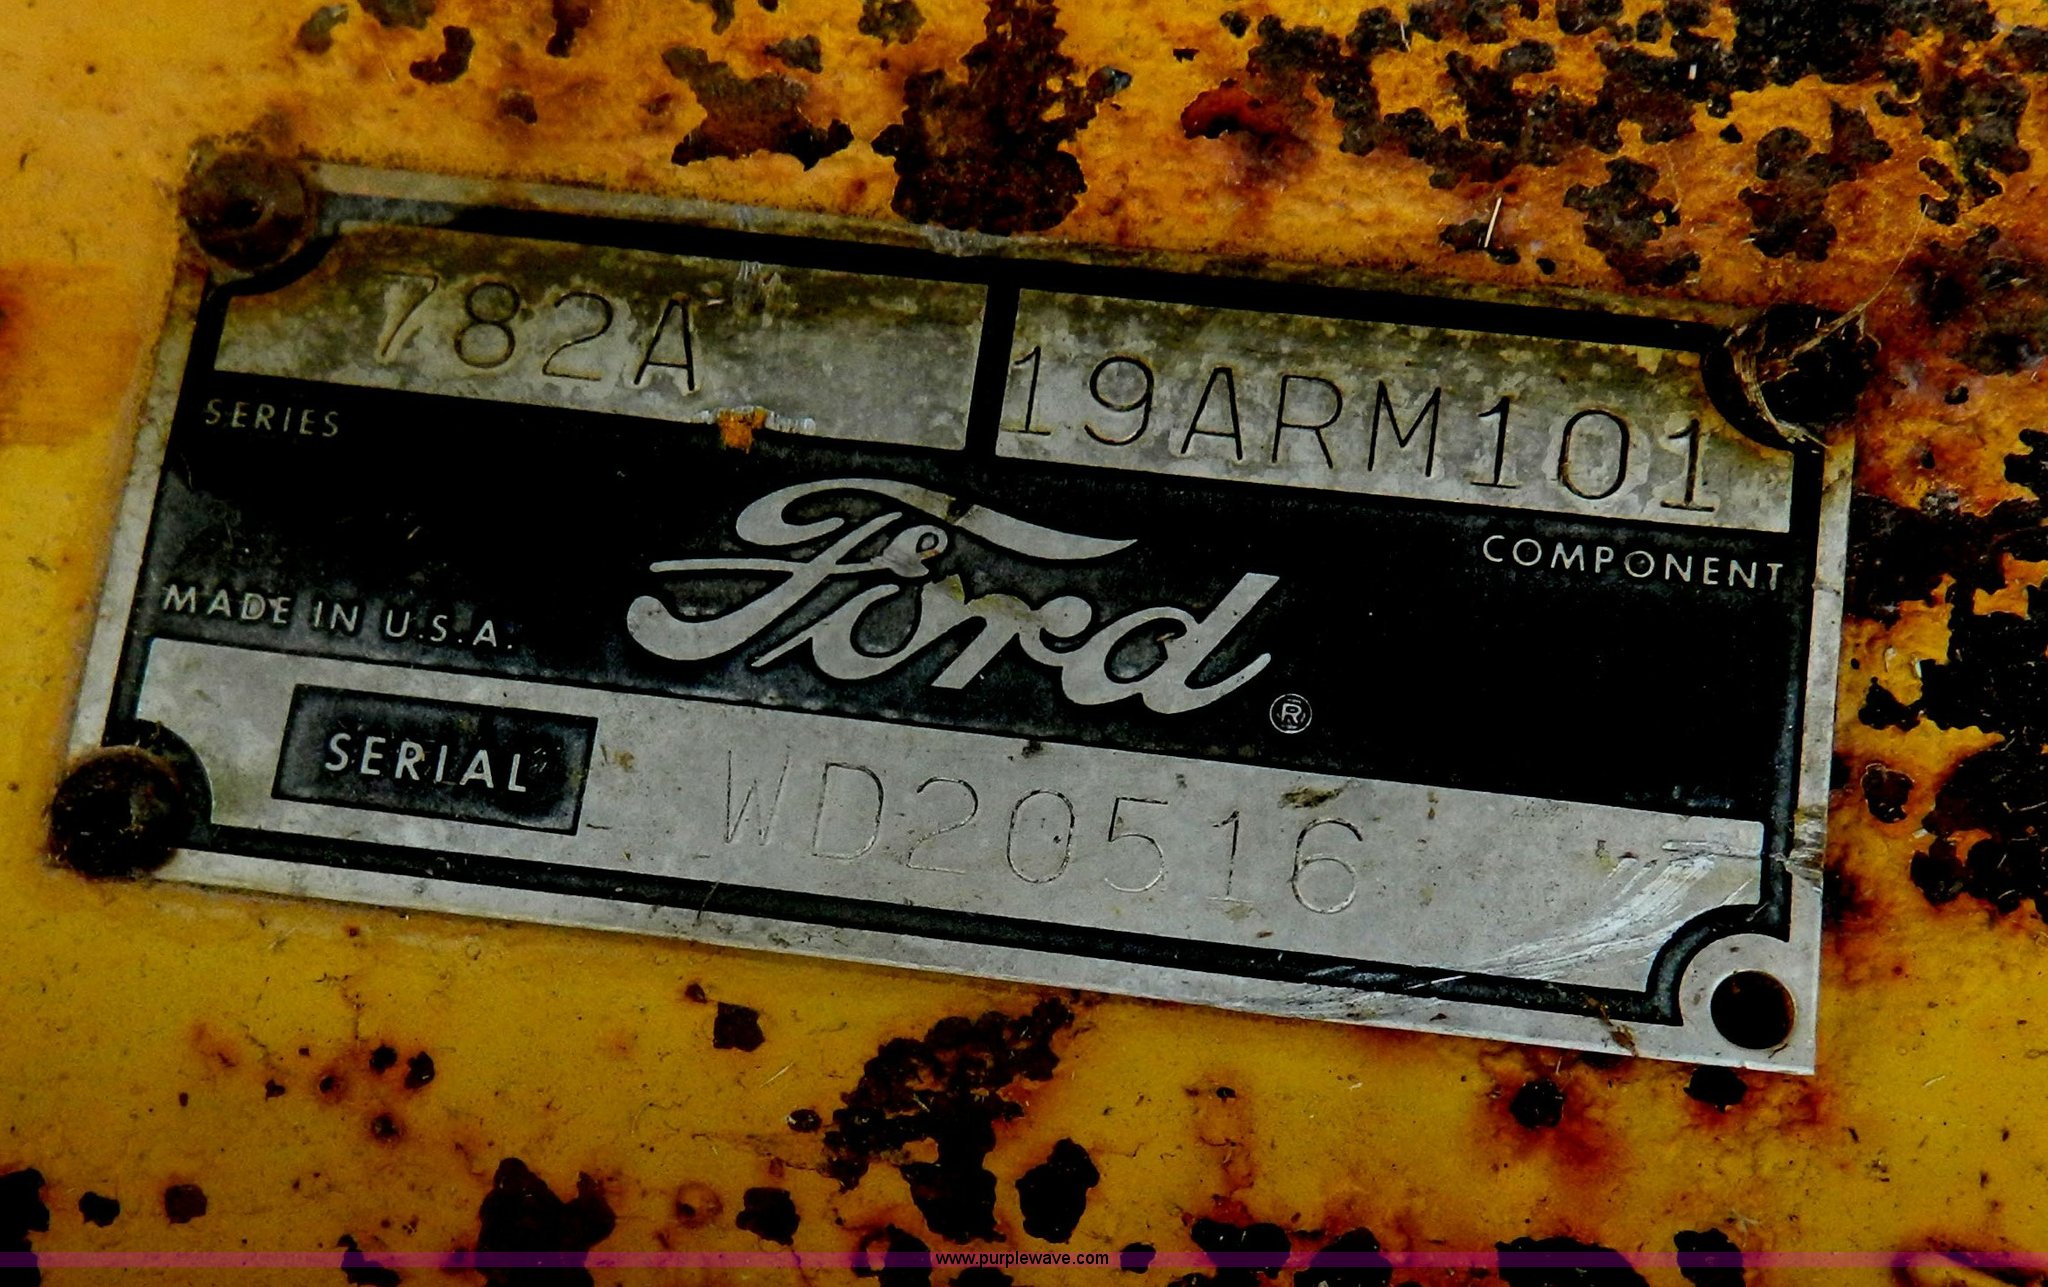 782A 19ARM101
SERIES
COMPONENT
Ford ®
MADE IN U.S.A.
SERIAL WD20516
www.purplewave.com